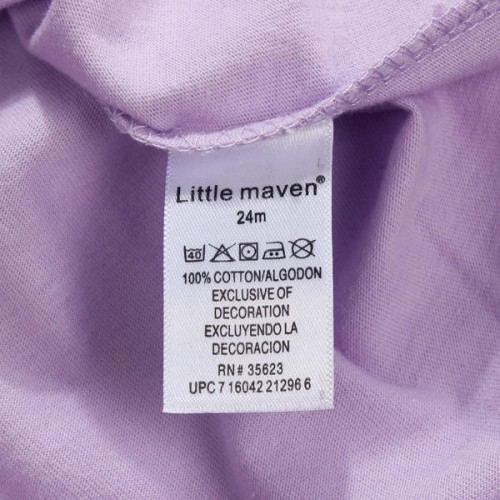 Little maven®
24m
40
100% COTTON/ALGODON
EXCLUSIVE OF
DECORATION
EXCLUYENDO LA
DECORACION
RN# 35623
UPC 7 16042 21296 6